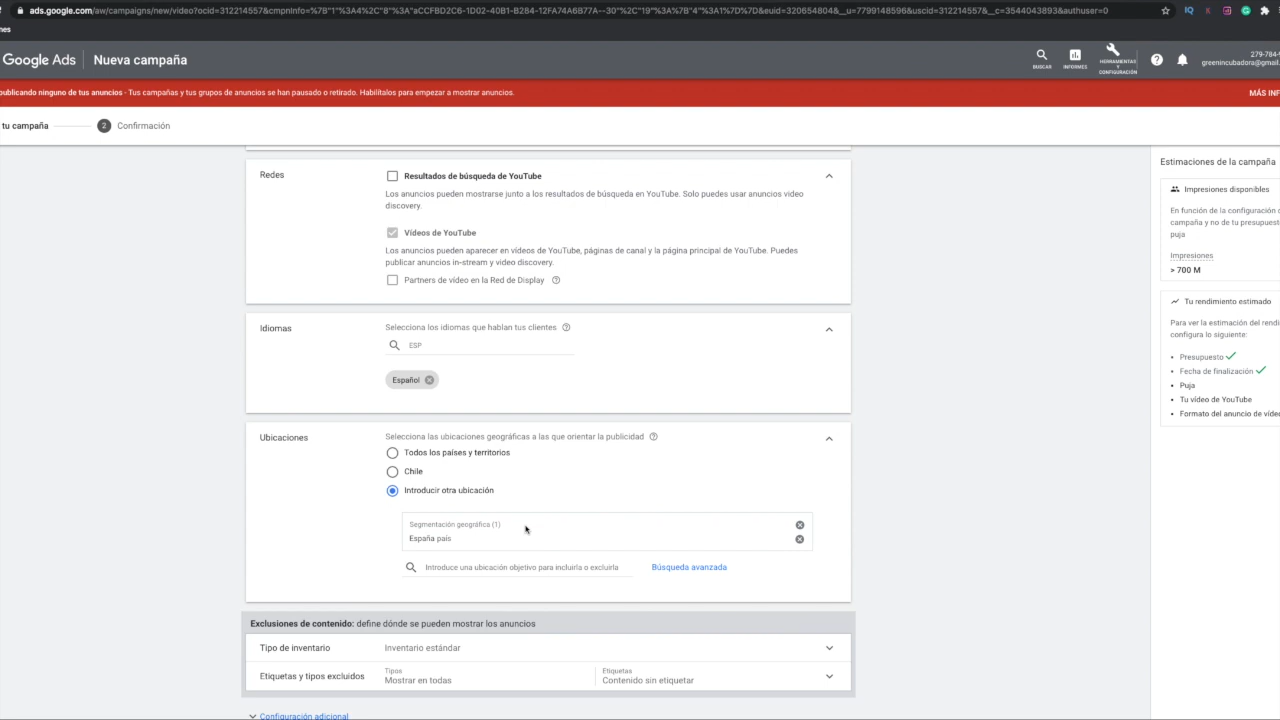 ads.google.com/aw/campaigns/new/video?ocid=312214557&cmpnInfo=%7B"1"%3A4%2C"8"%3A"aCCFBD2C6-1D02-40B1-B284-12FA74A6B77A--30"%2C"19"%3A%7B"4"%3A1%7D%7D&euid=320654804&__u=7799148596&uscid=312214557&__c=3544043893&authuser=0
nes
Google Ads
Nueva campaña
BUSCAR
INFORMES
HERRAMIENTAS
Y
CONFIGURACIÓN
279-784-
greenincubadora@gmail.
publicando ninguno de tus anuncios - Tus campañas y tus grupos de anuncios se han pausado o retirado. Habilítalos para empezar a mostrar anuncios.
MÁS INF
tu campaña
2 Confirmación
Redes
Resultados de búsqueda de YouTube
Los anuncios pueden mostrarse junto a los resultados de búsqueda en YouTube. Solo puedes usar anuncios video
discovery.
Vídeos de YouTube
Los anuncios pueden aparecer en vídeos de YouTube, páginas de canal y la página principal de YouTube. Puedes
publicar anuncios in-stream y video discovery.
Partners de vídeo en la Red de Display
Idiomas
Selecciona los idiomas que hablan tus clientes
ESP
Español
Ubicaciones
Selecciona las ubicaciones geográficas a las que orientar la publicidad
Todos los países y territorios
Chile
Introducir otra ubicación
Segmentación geográfica (1)
España país
Introduce una ubicación objetivo para incluirla o excluirla
Búsqueda avanzada
Exclusiones de contenido: define dónde se pueden mostrar los anuncios
Tipo de inventario
Inventario estándar
Etiquetas y tipos excluidos
Tipos
Mostrar en todas
Etiquetas
Contenido sin etiquetar
Configuración adicional
Estimaciones de la campaña
Impresiones disponibles
En función de la configuración d
campaña y no de tu presupuest
puja
Impresiones
> 700 M
Tu rendimiento estimado
Para ver la estimación del rendi
configura lo siguiente:
• Presupuesto
• Fecha de finalización
• Puja
• Tu vídeo de YouTube
• Formato del anuncio de víde